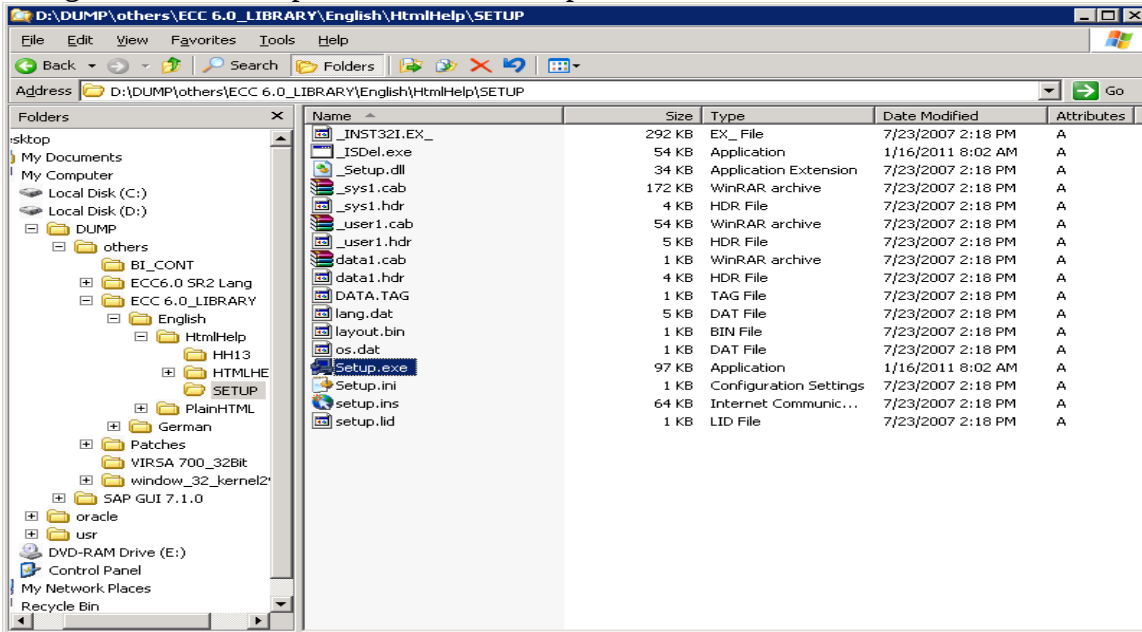 D:\DUMP\others\ECC 6.0_LIBRARY\English\HtmlHelp\SETUP
File Edit View Favorites Tools Help
Back Search Folders
Address D:\DUMP\others\ECC 6.0_LIBRARY\English\HtmlHelp\SETUP Go
Folders
sktop
My Documents
My Computer
Local Disk (C:)
Local Disk (D:)
DUMP
others
BI_CONT
ECC6.0 SR2 Lang
ECC 6.0_LIBRARY
English
HtmlHelp
HH13
HTMLHE
SETUP
PlainHTML
German
Patches
VIRSA 700_32Bit
window_32_kernel2
SAP GUI 7.1.0
oracle
usr
DVD-RAM Drive (E:)
Control Panel
My Network Places
Recycle Bin
Name Size Type Date Modified Attributes
_INST32I.EX_ 292 KB EX_ File 7/23/2007 2:18 PM A
_ISDel.exe 54 KB Application 1/16/2011 8:02 AM A
_Setup.dll 34 KB Application Extension 7/23/2007 2:18 PM A
_sys1.cab 172 KB WinRAR archive 7/23/2007 2:18 PM A
_sys1.hdr 4 KB HDR File 7/23/2007 2:18 PM A
_user1.cab 54 KB WinRAR archive 7/23/2007 2:18 PM A
_user1.hdr 5 KB HDR File 7/23/2007 2:18 PM A
data1.cab 1 KB WinRAR archive 7/23/2007 2:18 PM A
data1.hdr 4 KB HDR File 7/23/2007 2:18 PM A
DATA.TAG 1 KB TAG File 7/23/2007 2:18 PM A
lang.dat 5 KB DAT File 7/23/2007 2:18 PM A
layout.bin 1 KB BIN File 7/23/2007 2:18 PM A
os.dat 1 KB DAT File 7/23/2007 2:18 PM A
Setup.exe 97 KB Application 1/16/2011 8:02 AM A
Setup.ini 1 KB Configuration Settings 7/23/2007 2:18 PM A
setup.ins 64 KB Internet Communic... 7/23/2007 2:18 PM A
setup.lid 1 KB LID File 7/23/2007 2:18 PM A